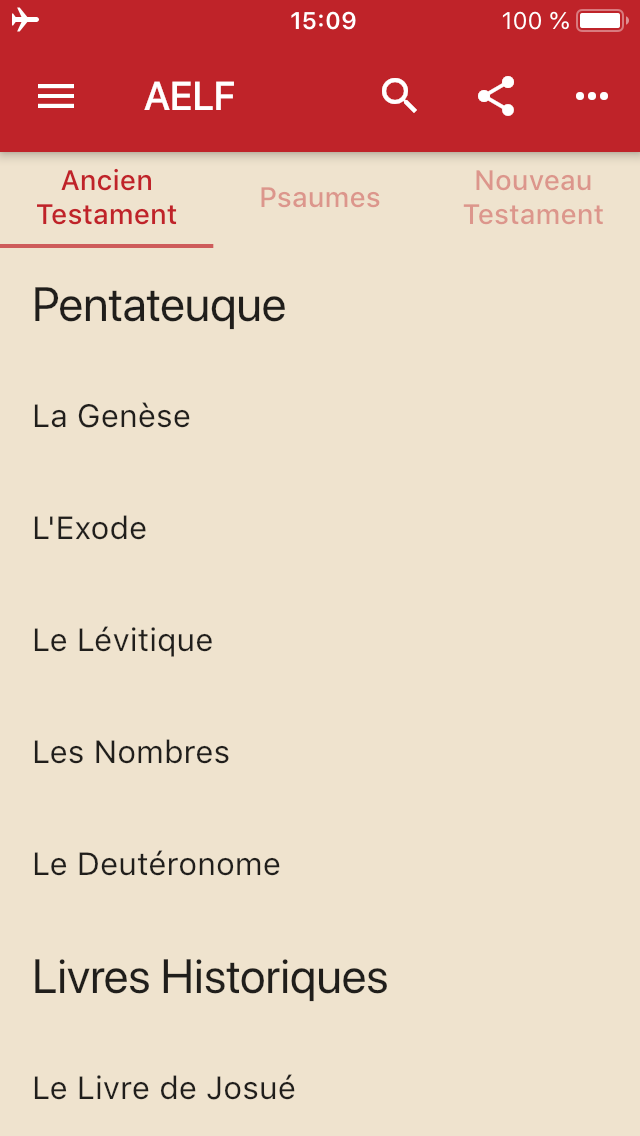 15:09
100 %
AELF
Ancien
Testament
Psaumes
Nouveau
Testament
Pentateuque
La Genèse
L'Exode
Le Lévitique
Les Nombres
Le Deutéronome
Livres Historiques
Le Livre de Josué